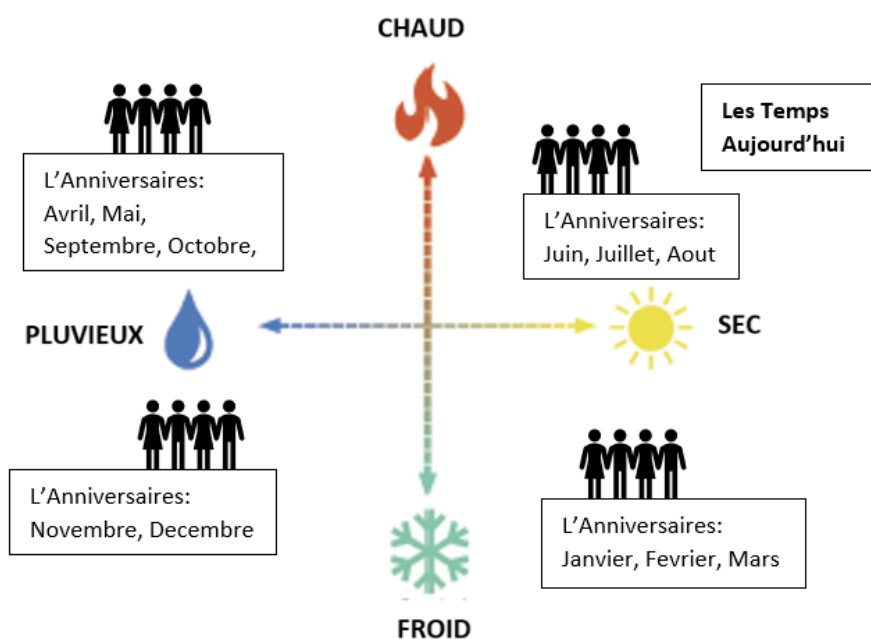 CHAUD
Les Temps
Aujourd’hui
L’Anniversaires:
Avril, Mai,
Septembre, Octobre,
L’Anniversaires:
Juin, Juillet, Aout
PLUVIEUX
SEC
L’Anniversaires:
Novembre, Decembre
L’Anniversaires:
Janvier, Fevrier, Mars
FROID